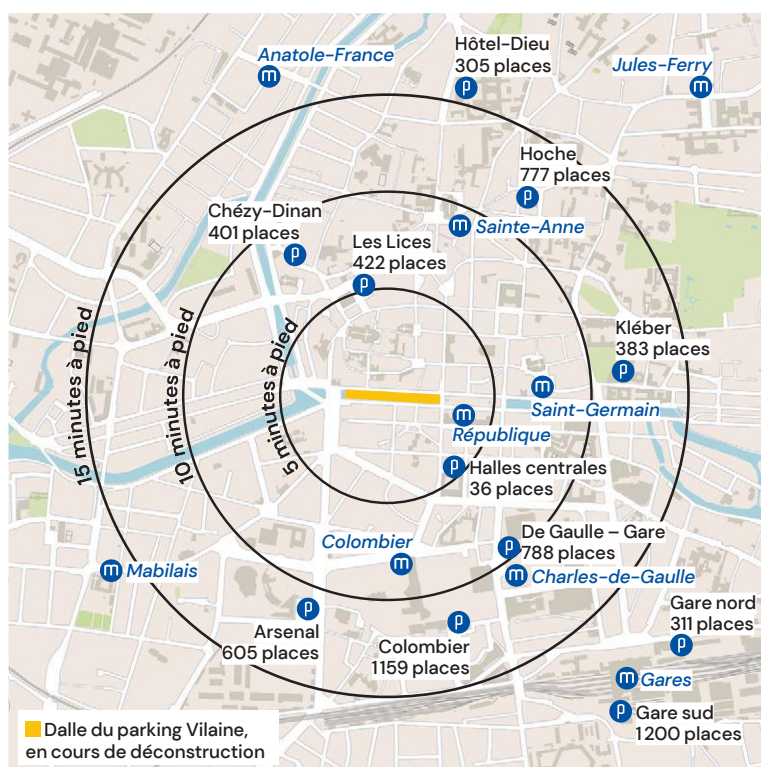 Anatole-France
m
Hôtel-Dieu
305 places
P
Jules-Ferry
m
Hoche
777 places
P
Chézy-Dinan
401 places
P
Les Lices
422 places
P
m Sainte-Anne
15 minutes à pied
10 minutes à pied
5 minutes à pied
Kléber
383 places
P
m
Saint-Germain
m
République
P Halles centrales
36 places
De Gaulle – Gare
P 788 places
m Charles-de-Gaulle
Colombier
m
m Mabilais
P
Arsenal
605 places
P
Colombier
1159 places
Gare nord
311 places
P
m Gares
P Gare sud
1200 places
Dalle du parking Vilaine,
en cours de déconstruction